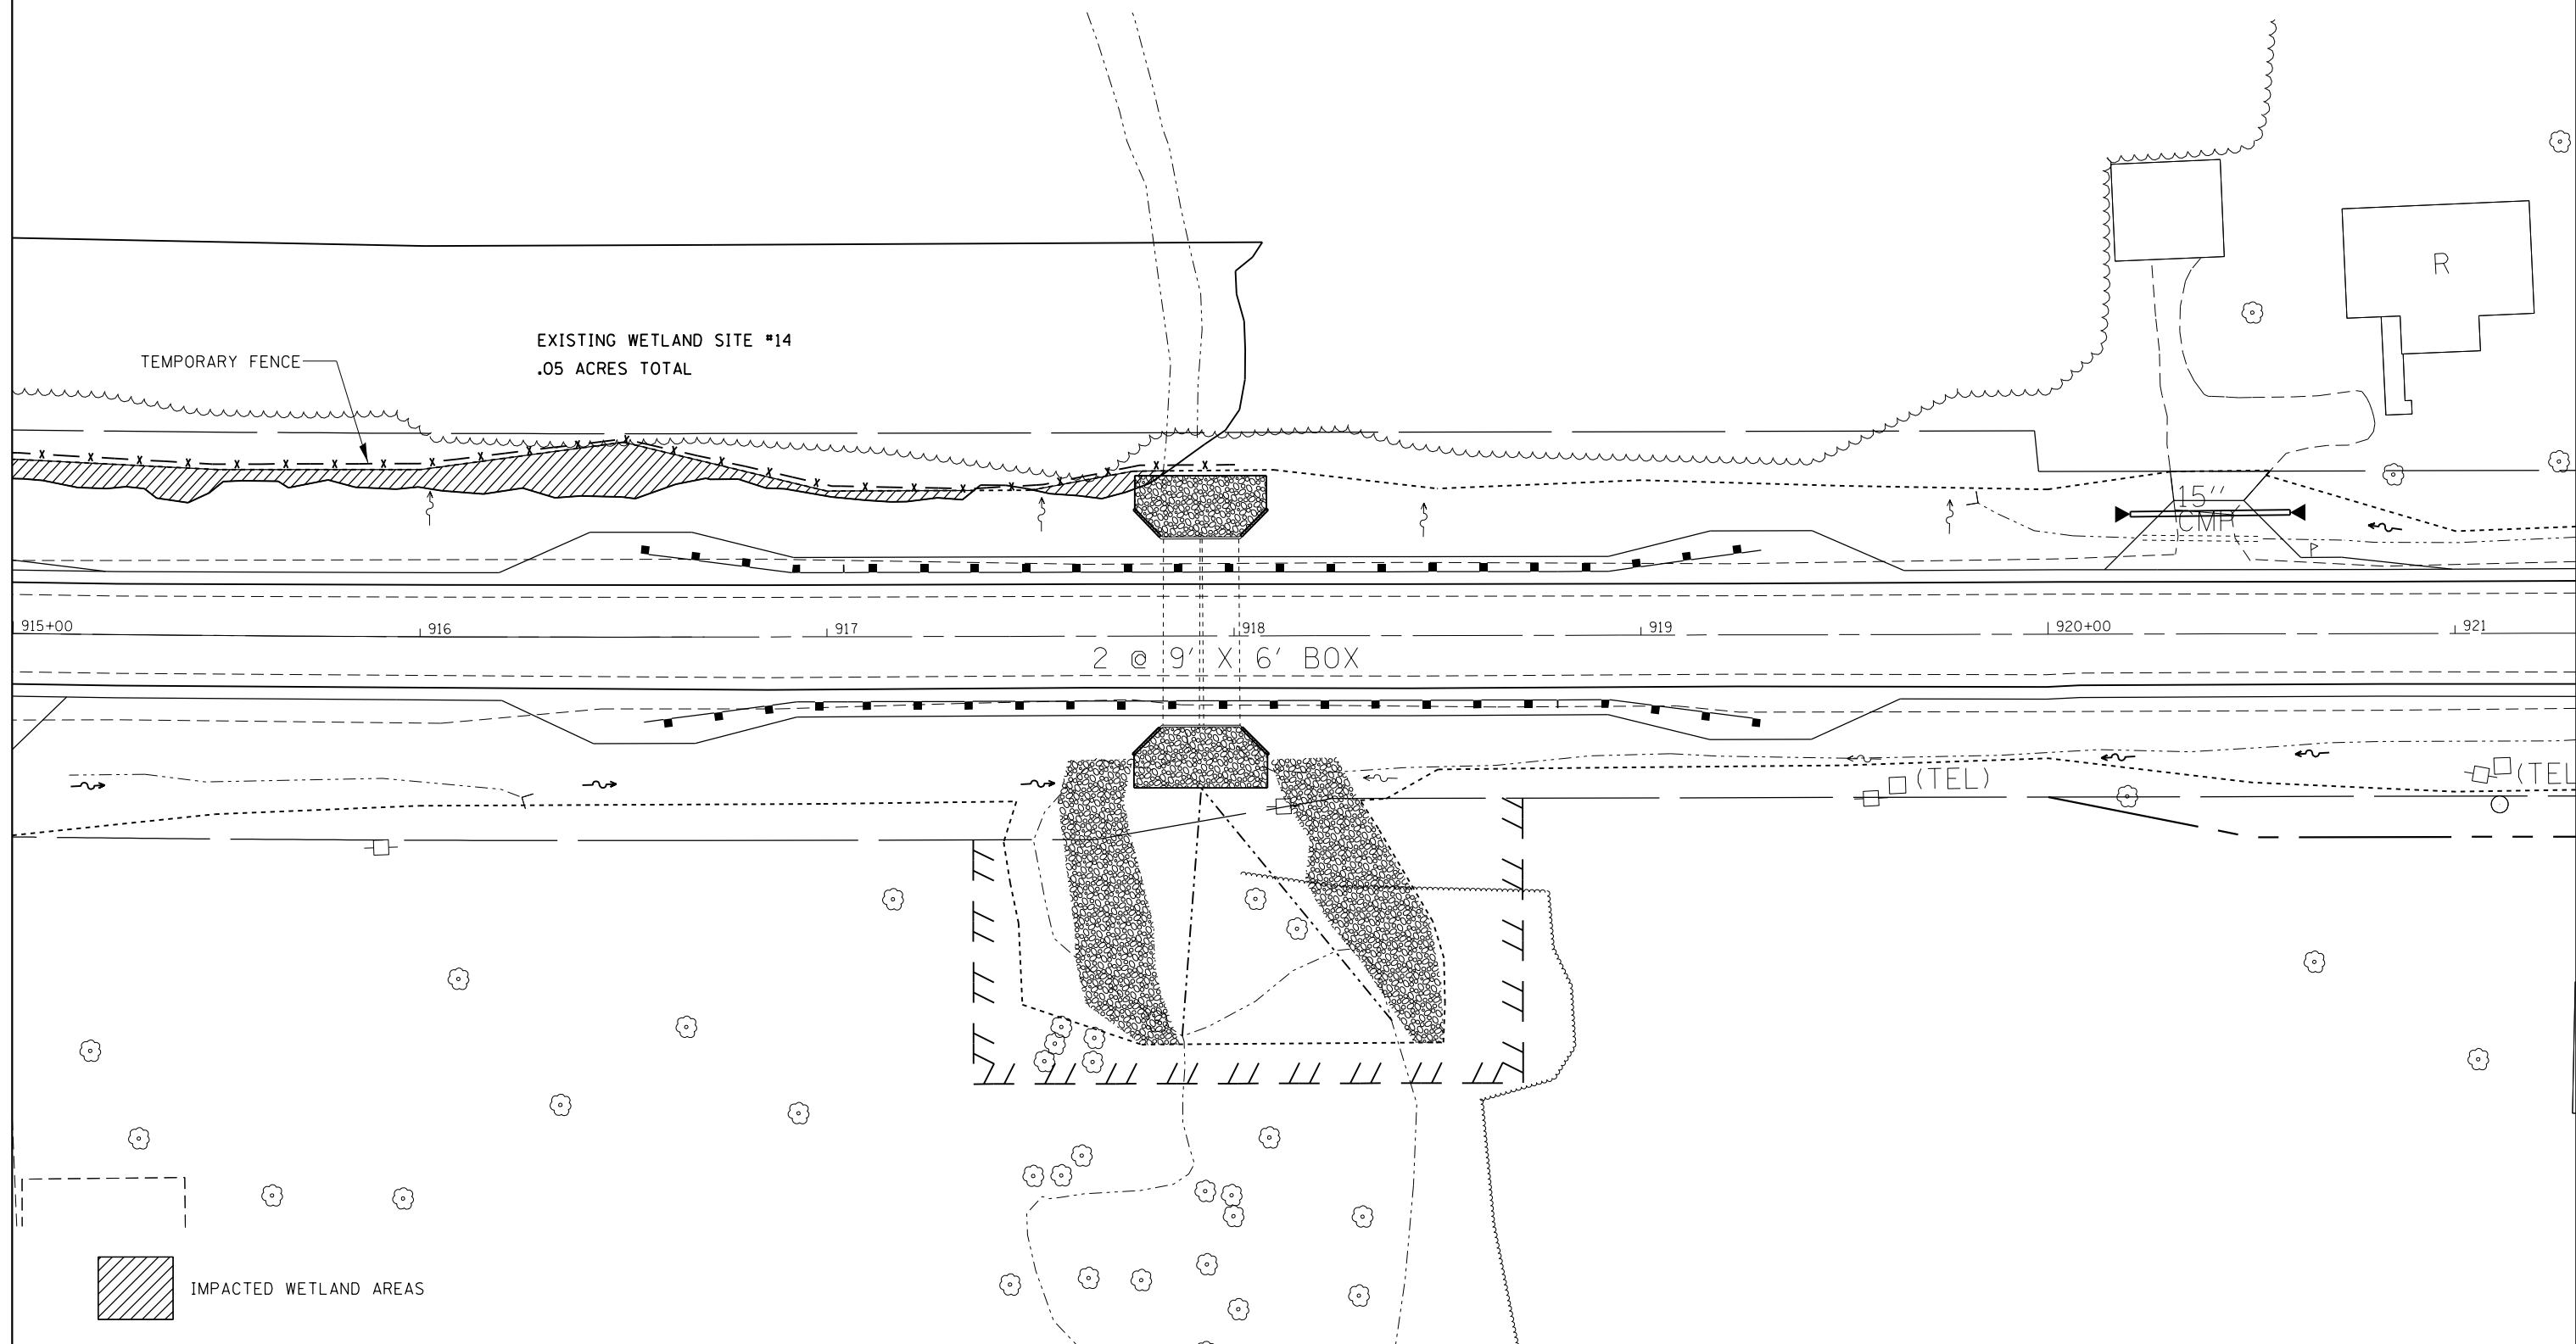 R
EXISTING WETLAND SITE #14
.05 ACRES TOTAL
TEMPORARY FENCE
15''
CMP
915+00
916
917
918
919
920+00
921
2 @ 9' X 6' BOX
(TEL)
(TEL
IMPACTED WETLAND AREAS